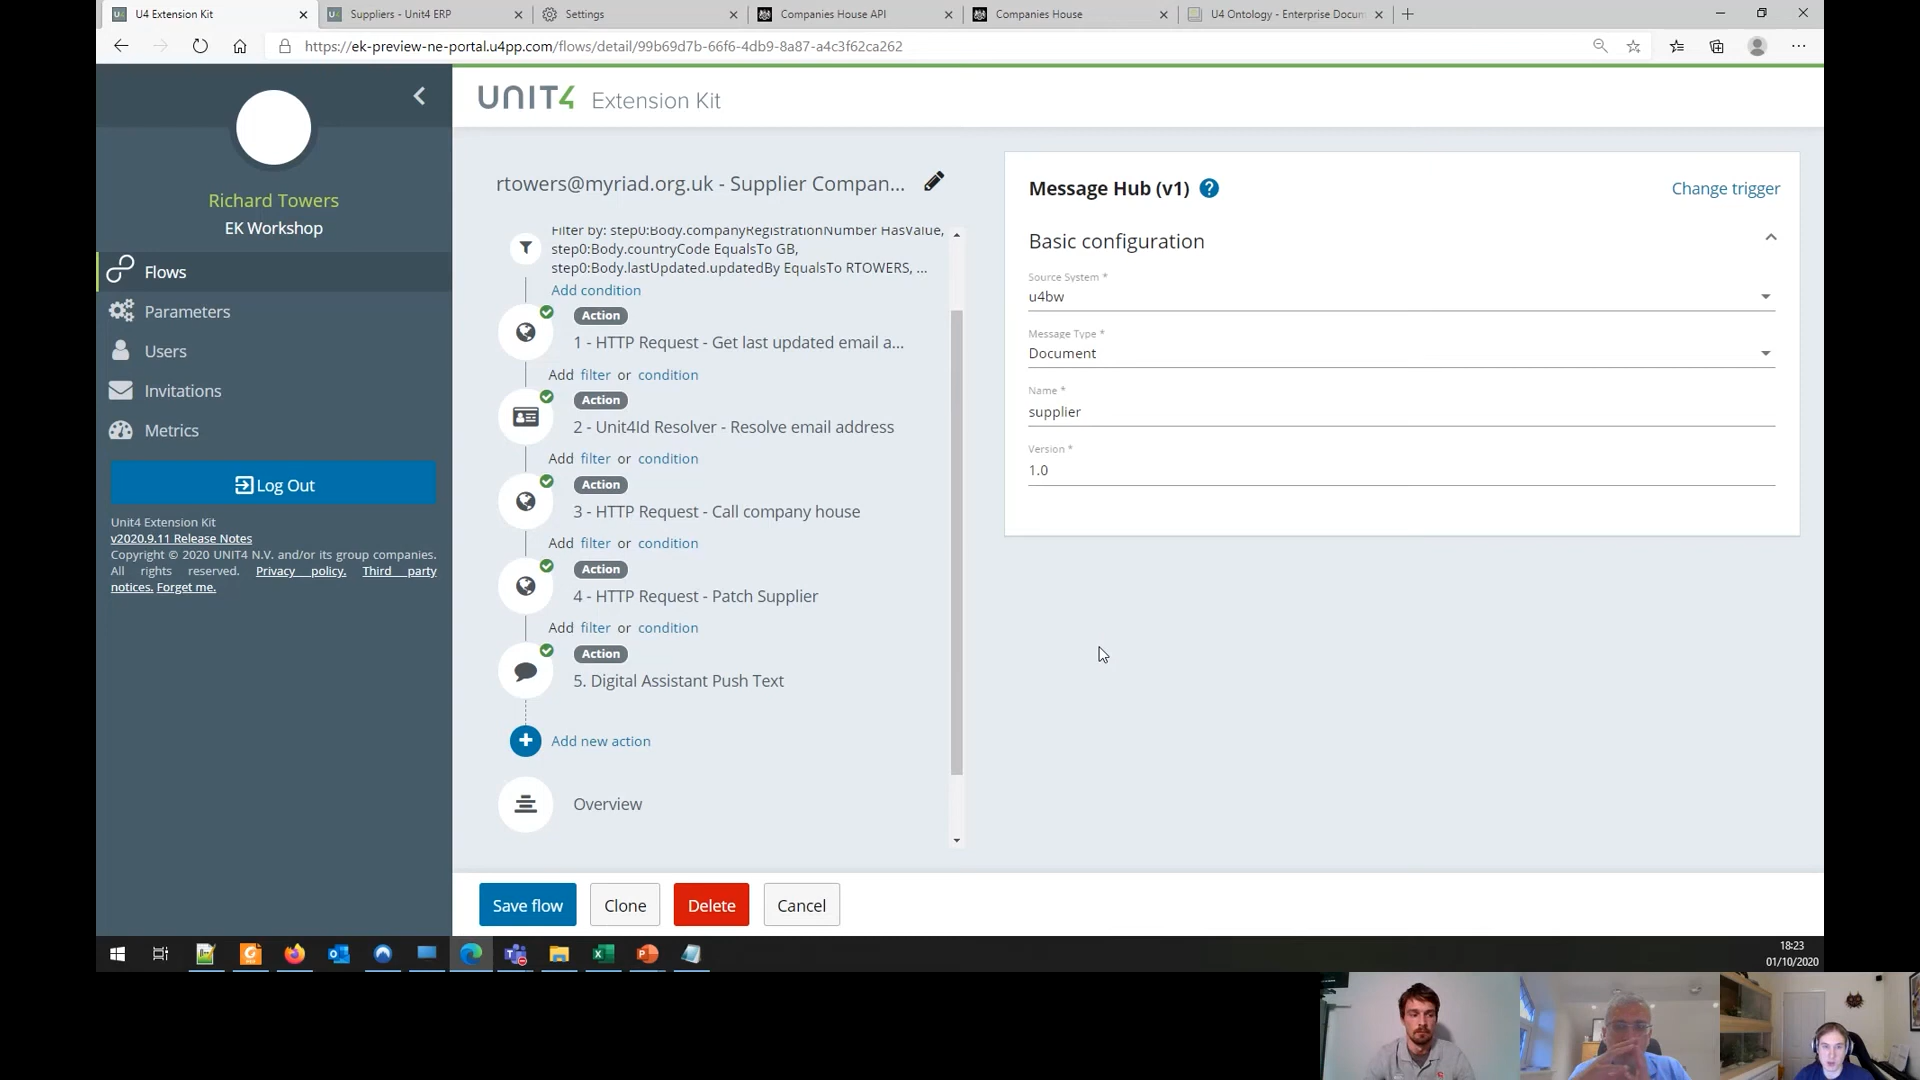 U4 Extension Kit
Suppliers - Unit4 ERP
Settings
Companies House API
Companies House
U4 Ontology - Enterprise Docum
https://ek-preview-ne-portal.u4pp.com/flows/detail/99b69d7b-66f6-4db9-8a87-a4c3f62ca262
UNIT4 Extension Kit
Richard Towers
EK Workshop
Flows
Parameters
Users
Invitations
Metrics
Log Out
Unit4 Extension Kit
v2020.9.11 Release Notes
Copyright © 2020 UNIT4 N.V. and/or its group companies.
All rights reserved. Privacy policy. Third party
notices. Forget me.
rtowers@myriad.org.uk - Supplier Compan...
Filter by: step0:Body.companyRegistrationNumber HasValue,
step0:Body.countryCode EqualsTo GB,
step0:Body.lastUpdated.updatedBy EqualsTo RTOWERS, ...
Add condition
Action
1 - HTTP Request - Get last updated email a...
Add filter or condition
Action
2 - Unit4Id Resolver - Resolve email address
Add filter or condition
Action
3 - HTTP Request - Call company house
Add filter or condition
Action
4 - HTTP Request - Patch Supplier
Add filter or condition
Action
5. Digital Assistant Push Text
Add new action
Overview
Message Hub (v1)
Change trigger
Basic configuration
Source System *
u4bw
Message Type *
Document
Name *
supplier
Version *
1.0
Save flow
Clone
Delete
Cancel
18:23
01/10/2020